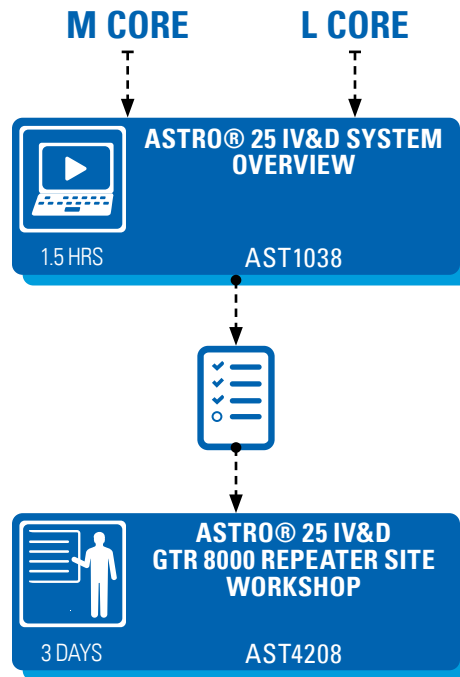 M CORE
L CORE
ASTRO® 25 IV&D SYSTEM
OVERVIEW
1.5 HRS
AST1038
ASTRO® 25 IV&D
GTR 8000 REPEATER SITE
WORKSHOP
3 DAYS
AST4208